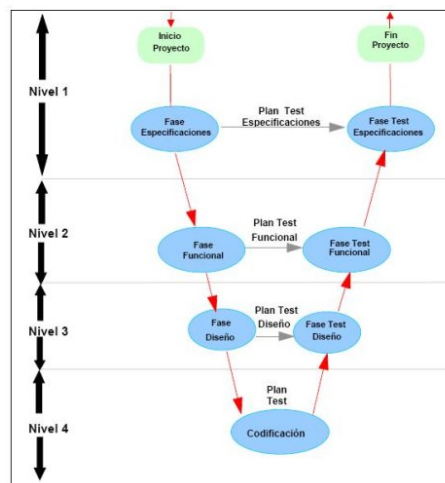 Inicio
Proyecto
Fin
Proyecto
Nivel 1
Fase
Especificaciones
Plan Test
Especificaciones
Fase Test
Especificaciones
Nivel 2
Fase
Funcional
Plan Test
Funcional
Fase Test
Funcional
Nivel 3
Fase
Diseño
Plan Test
Diseño
Fase Test
Diseño
Nivel 4
Plan
Test
Codificación